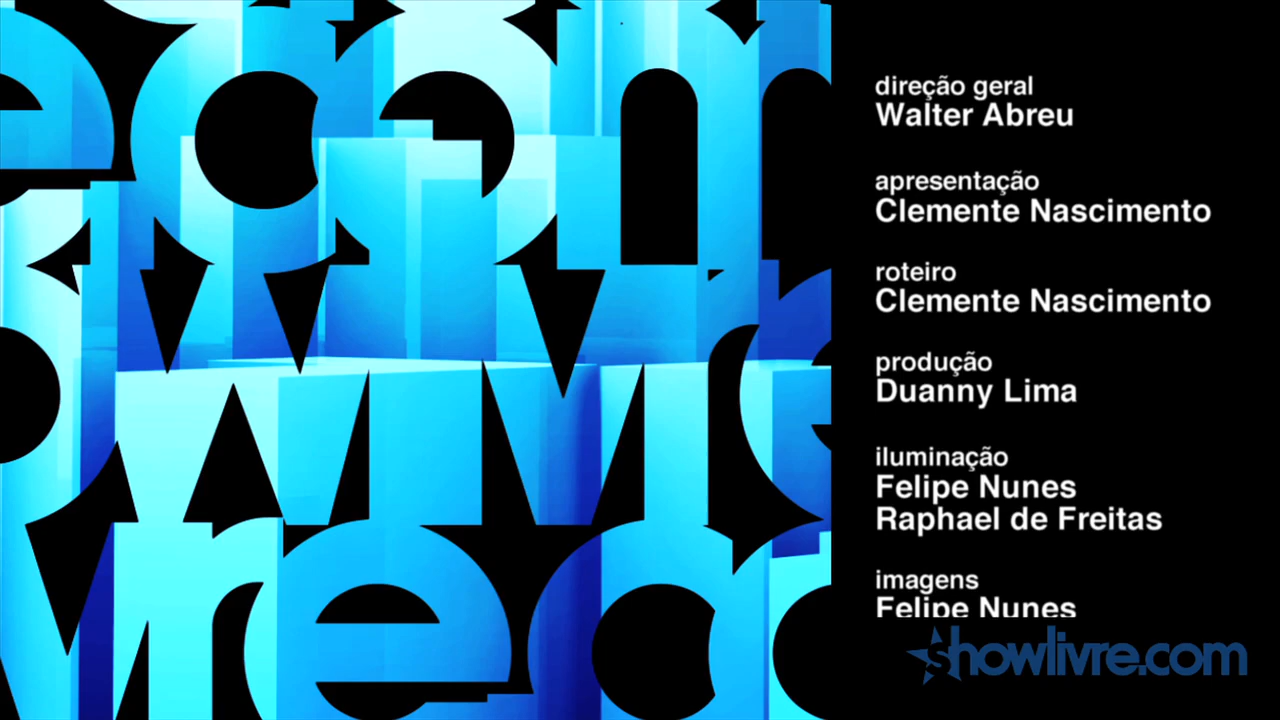 direção geral
Walter Abreu
apresentação
Clemente Nascimento
roteiro
Clemente Nascimento
produção
Duanny Lima
iluminação
Felipe Nunes
Raphael de Freitas
imagens
Felipe Nunes
showlivre.com